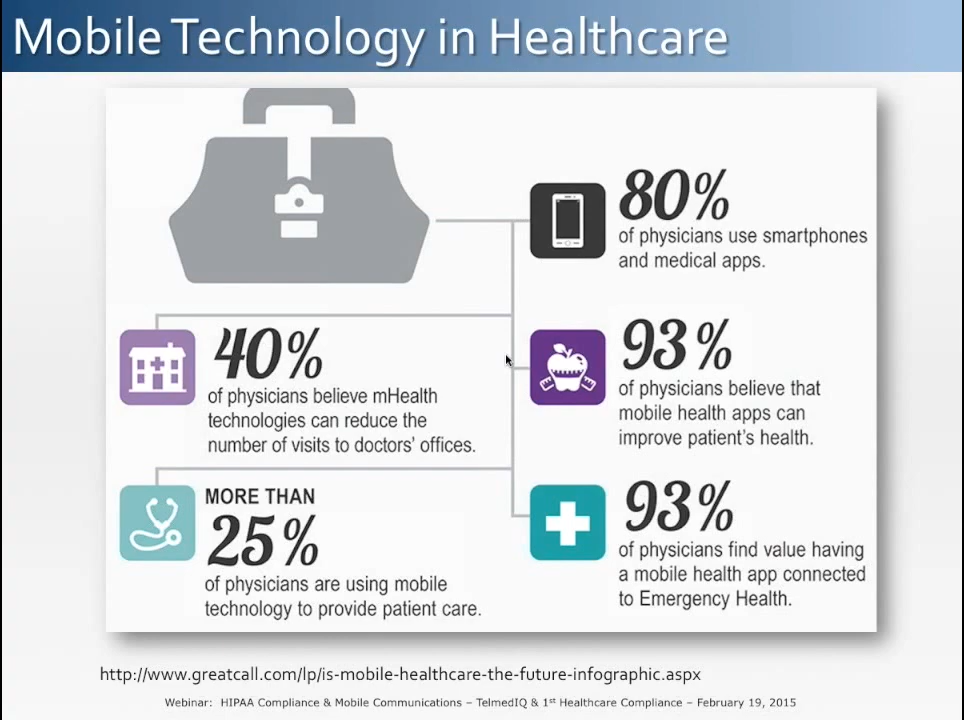 Mobile Technology in Healthcare
80%
of physicians use smartphones
and medical apps.
40%
of physicians believe mHealth
technologies can reduce the
number of visits to doctors' offices.
93%
of physicians believe that
mobile health apps can
improve patient's health.
MORE THAN
25%
of physicians are using mobile
technology to provide patient care.
93%
of physicians find value having
a mobile health app connected
to Emergency Health.
http://www.greatcall.com/lp/is-mobile-healthcare-the-future-infographic.aspx
Webinar: HIPAA Compliance & Mobile Communications – TelmedIQ & 1st Healthcare Compliance – February 19, 2015